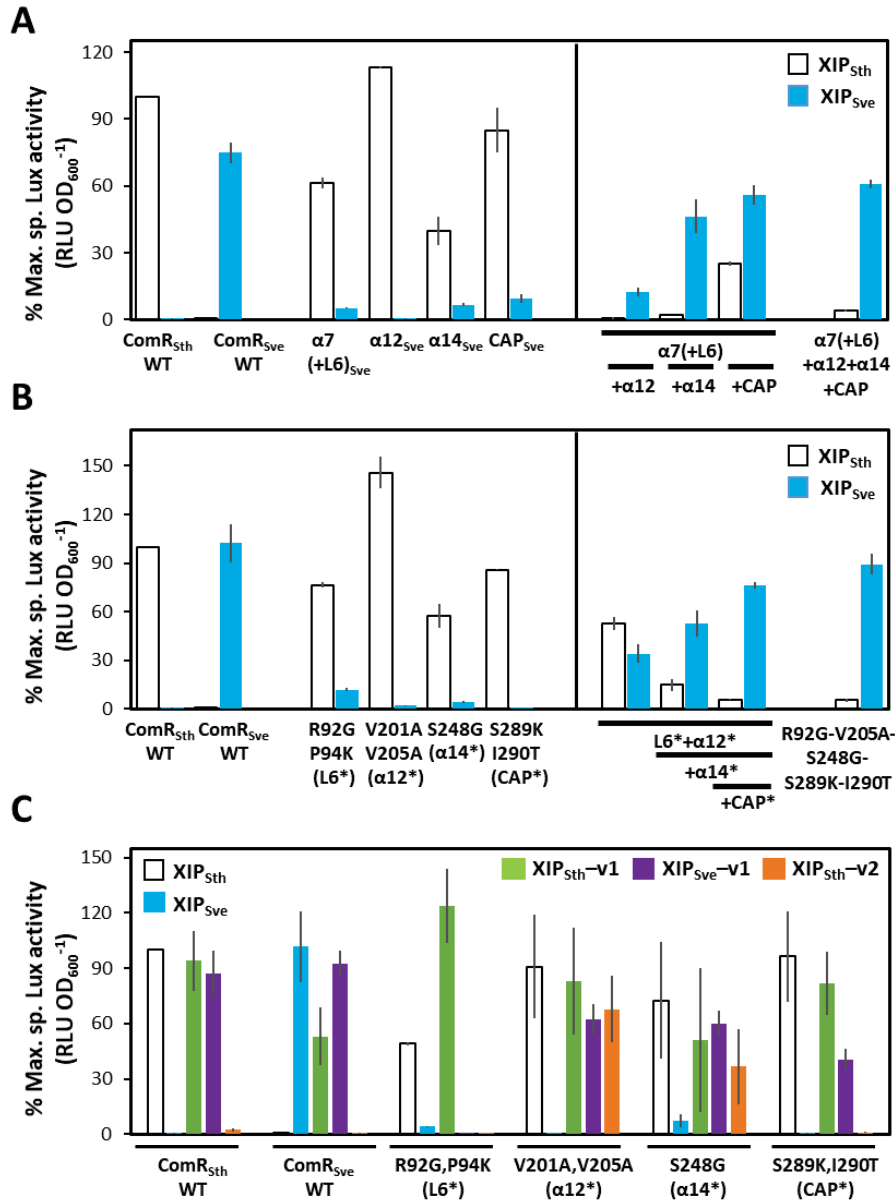 A
% Max. sp. Lux activity
(RLU OD600-1)
120
90
60
30
0
XIPSth
XIPSve
ComRSth
WT
ComRSve
WT
α7
(+L6)Sve
α12Sve
α14Sve
CAPSve
α7(+L6)
+α12
+α14
+CAP
α7(+L6)
+α12+α14
+CAP
B
% Max. sp. Lux activity
(RLU OD600-1)
150
120
90
60
30
0
XIPSth
XIPSve
ComRSth
WT
ComRSve
WT
R92G
P94K
(L6*)
V201A
V205A
(α12*)
S248G
(α14*)
S289K
I290T
(CAP*)
L6*+α12*
+α14*
+CAP*
R92G-V205A-
S248G-
S289K-I290T
C
% Max. sp. Lux activity
(RLU OD600-1)
150
120
90
60
30
0
XIPSth
XIPSve
XIPSth–v1
XIPSve–v1
XIPSth–v2
ComRSth
WT
ComRSve
WT
R92G,P94K
(L6*)
V201A,V205A
(α12*)
S248G
(α14*)
S289K,I290T
(CAP*)